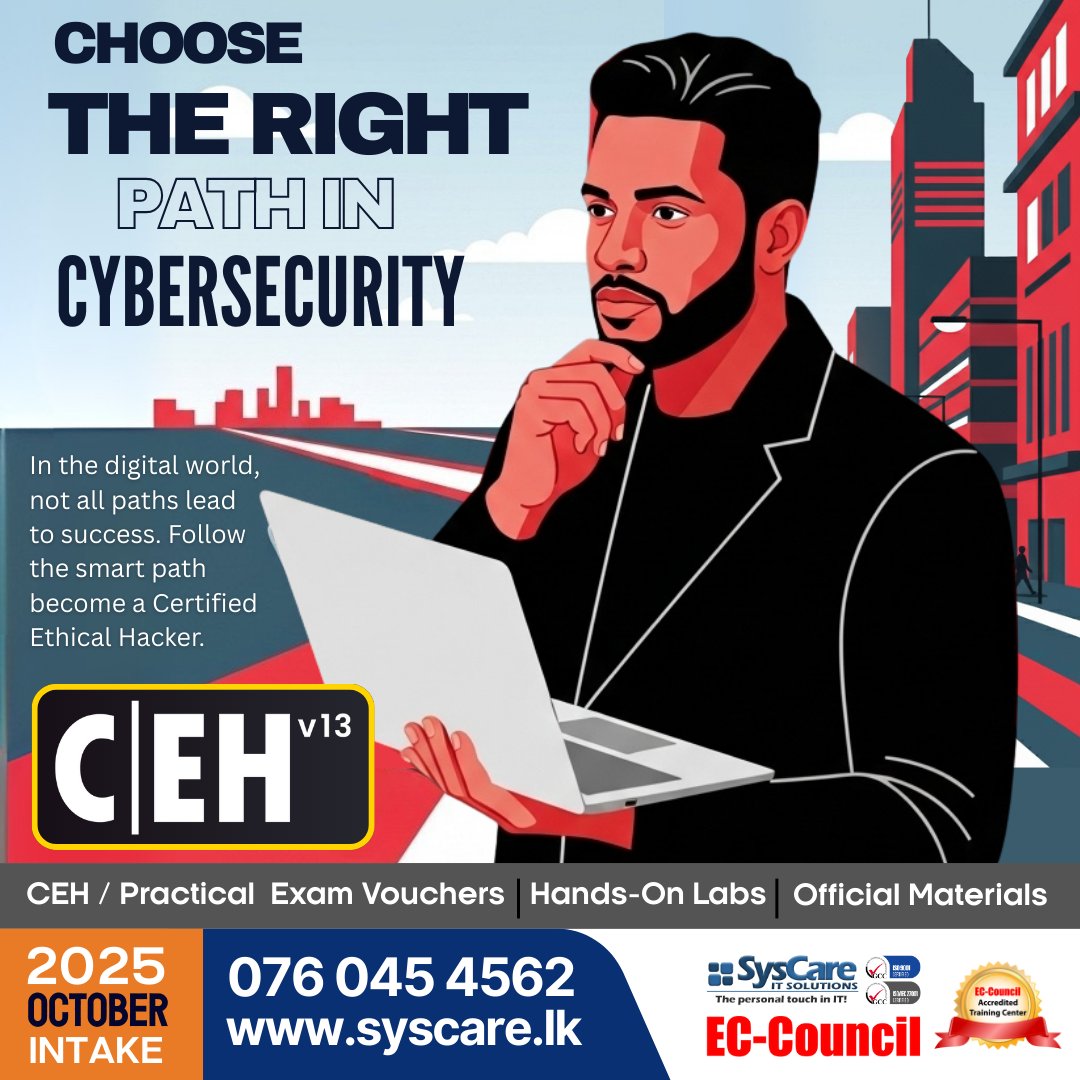 CHOOSE
THE RIGHT
PATH IN
CYBERSECURITY
In the digital world,
not all paths lead
to success. Follow
the smart path
become a Certified
Ethical Hacker.
C|EH v13
CEH / Practical Exam Vouchers | Hands-On Labs | Official Materials
2025
OCTOBER
INTAKE
076 045 4562
www.syscare.lk
SysCare
IT SOLUTIONS
The personal touch in IT!
EC-Council
EC-Council
Accredited
Training Center